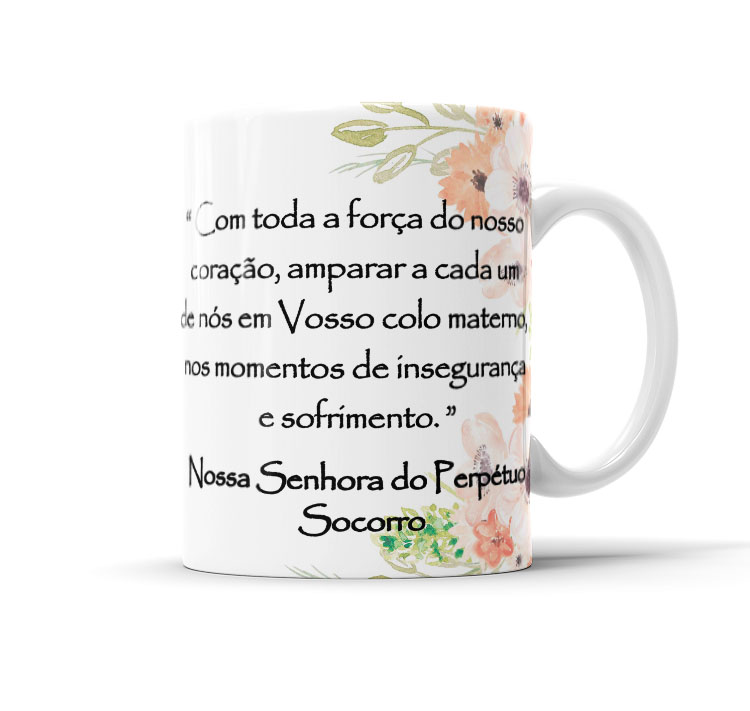 “ Com toda a força do nosso
coração, amparar a cada um
de nós em Vosso colo materno,
nos momentos de insegurança
e sofrimento. ”
Nossa Senhora do Perpétuo
Socorro